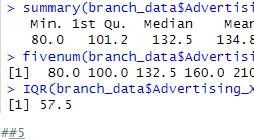 > summary(branch_data$Advertising
Min. 1st Qu. Median Mean
80.0 101.2 132.5 134.8
> fivenum(branch_data$Advertising_
[1] 80.0 100.0 132.5 160.0 210
> IQR(branch_data$Advertising_X
[1] 57.5
##5